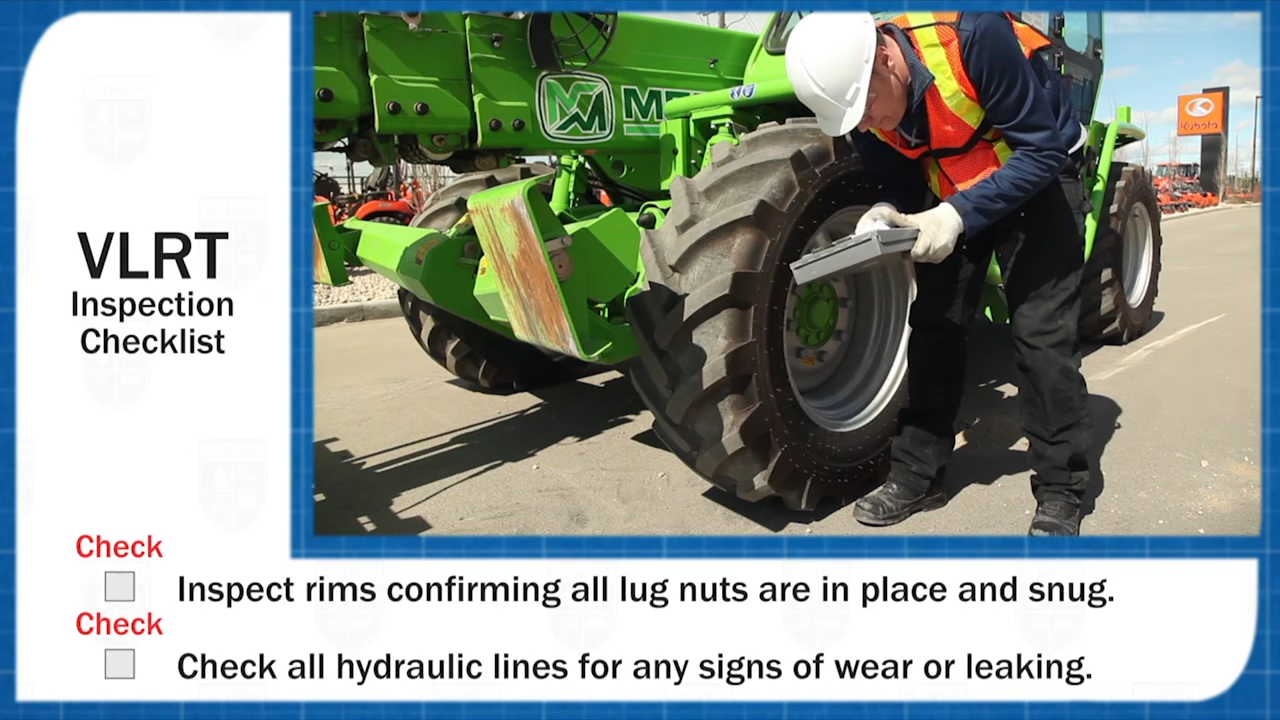 VLRT
Inspection
Checklist
Kubota
Check
Inspect rims confirming all lug nuts are in place and snug.
Check
Check all hydraulic lines for any signs of wear or leaking.